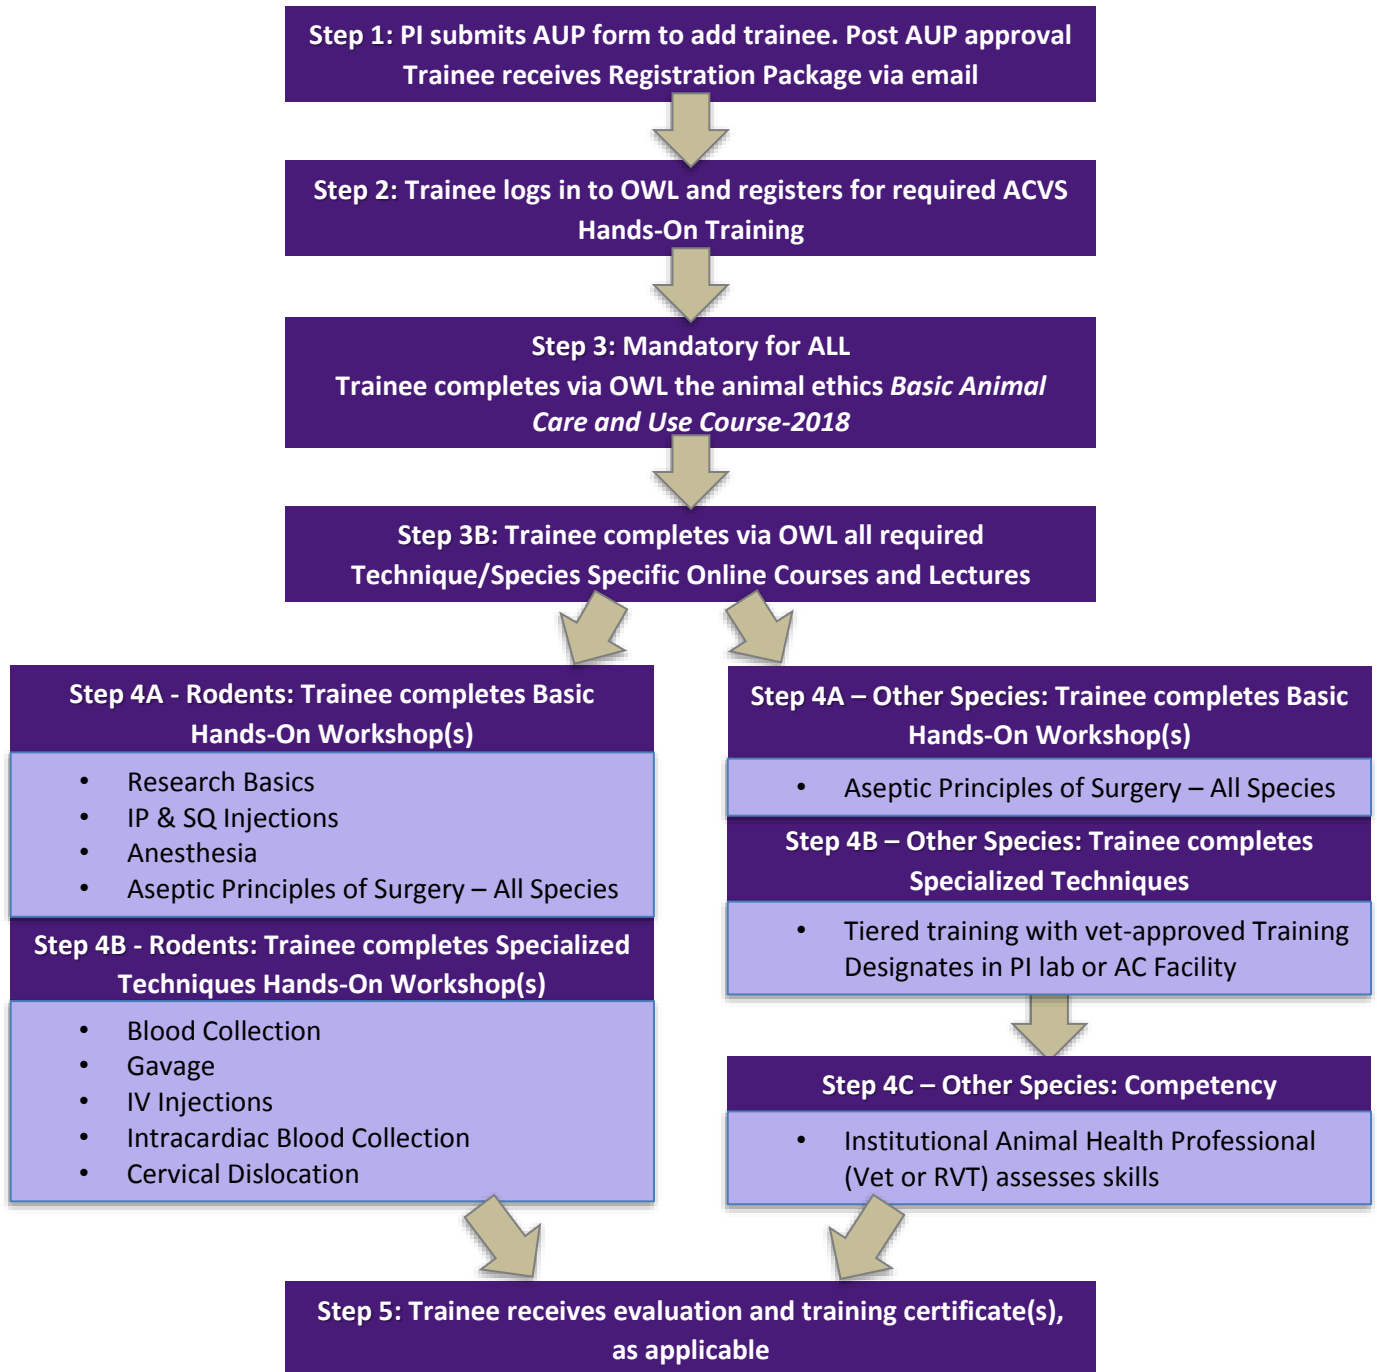 Step 1: PI submits AUP form to add trainee. Post AUP approval
Trainee receives Registration Package via email
Step 2: Trainee logs in to OWL and registers for required ACVS
Hands-On Training
Step 3: Mandatory for ALL
Trainee completes via OWL the animal ethics Basic Animal
Care and Use Course-2018
Step 3B: Trainee completes via OWL all required
Technique/Species Specific Online Courses and Lectures
Step 4A - Rodents: Trainee completes Basic
Hands-On Workshop(s)
• Research Basics
• IP & SQ Injections
• Anesthesia
• Aseptic Principles of Surgery – All Species
Step 4B - Rodents: Trainee completes Specialized
Techniques Hands-On Workshop(s)
• Blood Collection
• Gavage
• IV Injections
• Intracardiac Blood Collection
• Cervical Dislocation
Step 4A – Other Species: Trainee completes Basic
Hands-On Workshop(s)
• Aseptic Principles of Surgery – All Species
Step 4B – Other Species: Trainee completes
Specialized Techniques
• Tiered training with vet-approved Training
Designates in PI lab or AC Facility
Step 4C – Other Species: Competency
• Institutional Animal Health Professional
(Vet or RVT) assesses skills
Step 5: Trainee receives evaluation and training certificate(s),
as applicable